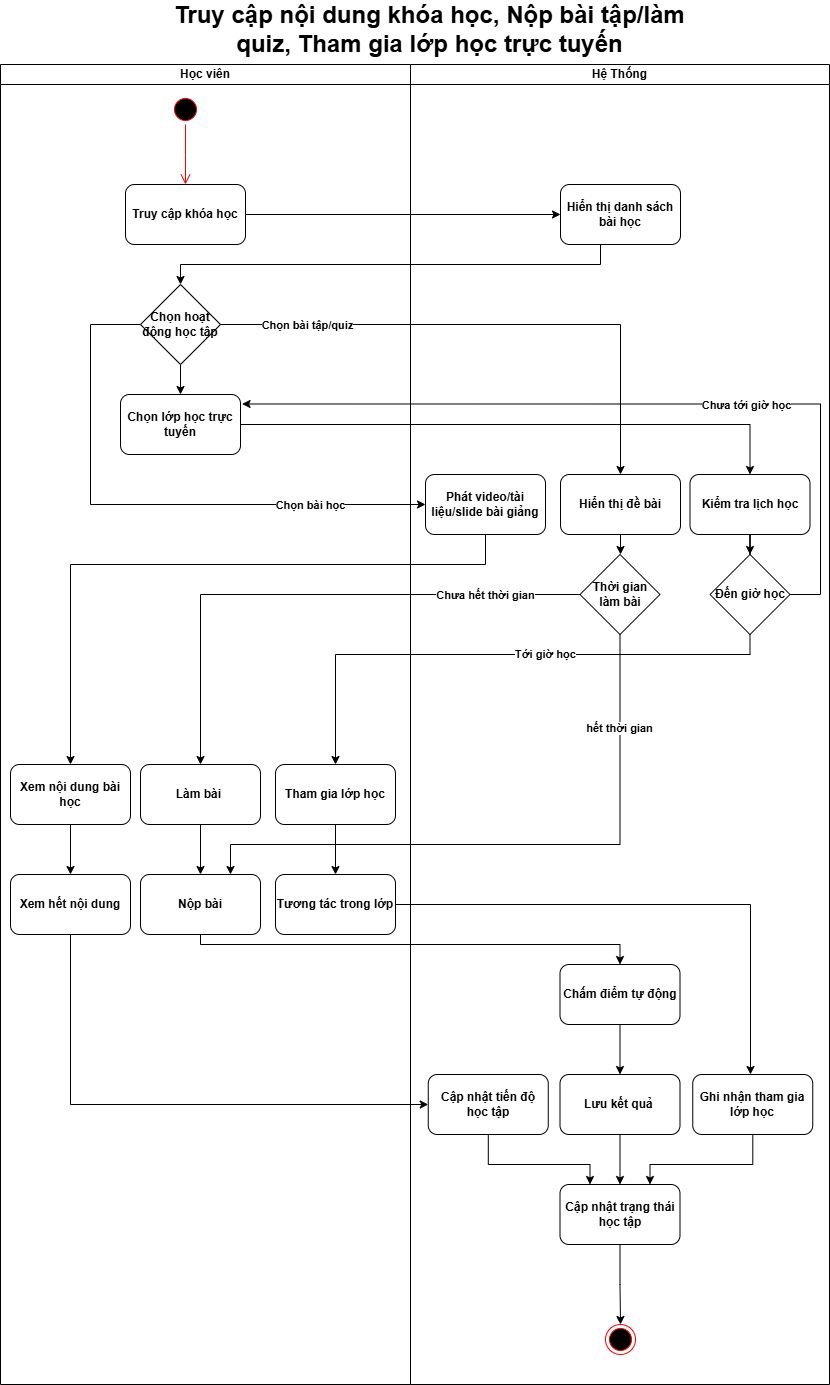 Truy cập nội dung khóa học, Nộp bài tập/làm
quiz, Tham gia lớp học trực tuyến
Học viên
Hệ Thống
Truy cập khóa học
Hiển thị danh sách
bài học
Chọn hoạt
động học tập
Chọn bài tập/quiz
Chọn lớp học trực
tuyến
Chưa tới giờ học
Chọn bài học
Phát video/tài
liệu/slide bài giảng
Hiển thị đề bài
Kiểm tra lịch học
Chưa hết thời gian
Thời gian
làm bài
Đến giờ học
Tới giờ học
hết thời gian
Xem nội dung bài
học
Làm bài
Tham gia lớp học
Xem hết nội dung
Nộp bài
Tương tác trong lớp
Chấm điểm tự động
Cập nhật tiến độ
học tập
Lưu kết quả
Ghi nhận tham gia
lớp học
Cập nhật trạng thái
học tập